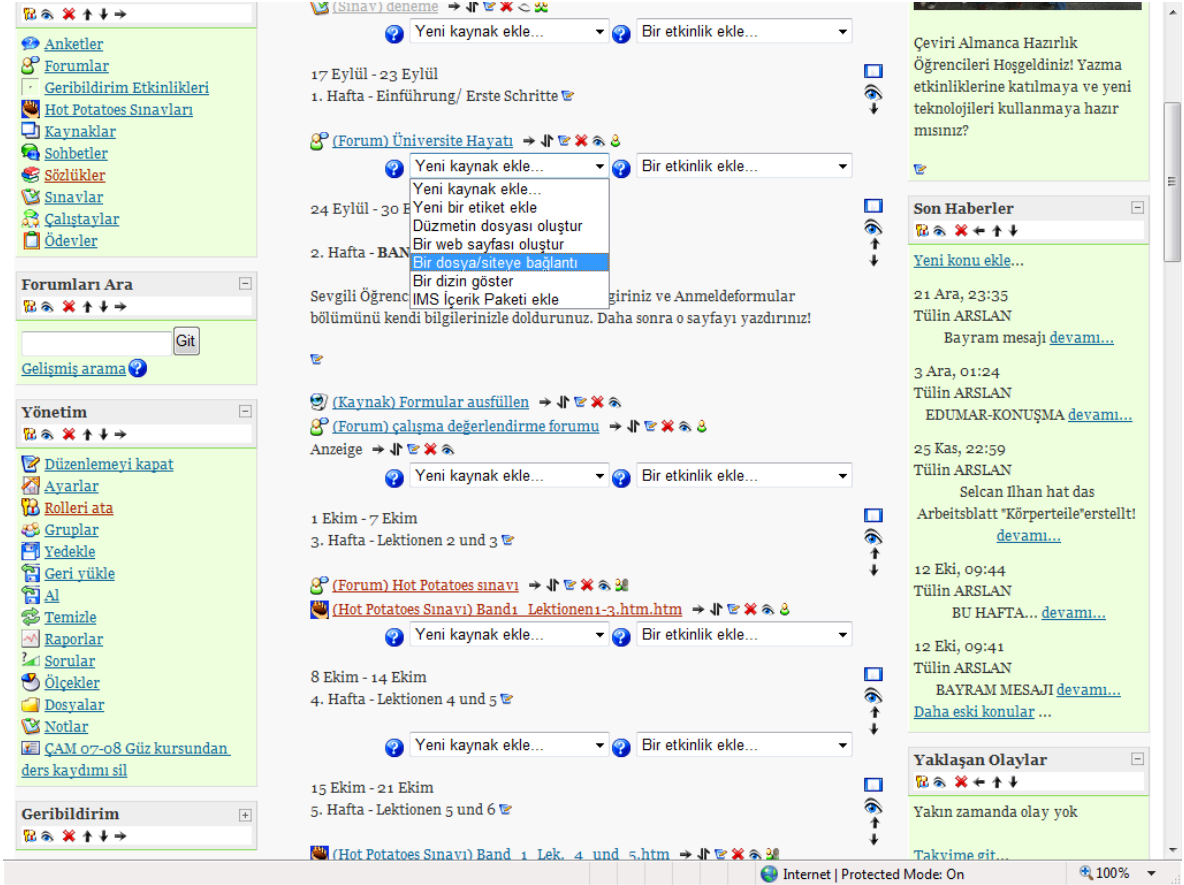 Anketler
Forumlar
Geribildirim Etkinlikleri
Hot Potatoes Sınavları
Kaynaklar
Sohbetler
Sözlükler
Sınavlar
Çalıştaylar
Ödevler
Forumları Ara
Git
Gelişmiş arama
Yönetim
Düzenlemeyi kapat
Ayarlar
Rolleri ata
Gruplar
Yedekle
Geri yükle
Al
Temizle
Raporlar
Sorular
Ölçekler
Dosyalar
Notlar
ÇAM 07-08 Güz kursundan
ders kaydımı sil
Geribildirim
(Sınav) deneme
Yeni kaynak ekle... Bir etkinlik ekle...
17 Eylül - 23 Eylül
1. Hafta - Einführung/ Erste Schritte
(Forum) Üniversite Hayatı
Yeni kaynak ekle... Bir etkinlik ekle...
Yeni kaynak ekle...
Yeni bir etiket ekle
Düzmetin dosyası oluştur
Bir web sayfası oluştur
Bir dosya/siteye bağlantı
Bir dizin göster
IMS İçerik Paketi ekle
24 Eylül - 30 E
2. Hafta - BAN
Sevgili Öğrenc giriniz ve Anmeldeformular
bölümünü kendi bilgilerinizle doldurunuz. Daha sonra o sayfayı yazdırınız!
(Kaynak) Formular ausfüllen
(Forum) çalışma değerlendirme forumu
Anzeige
Yeni kaynak ekle... Bir etkinlik ekle...
1 Ekim - 7 Ekim
3. Hafta - Lektionen 2 und 3
(Forum) Hot Potatoes sınavı
(Hot Potatoes Sınavı) Band1_Lektionen1-3.htm.htm
Yeni kaynak ekle... Bir etkinlik ekle...
8 Ekim - 14 Ekim
4. Hafta - Lektionen 4 und 5
Yeni kaynak ekle... Bir etkinlik ekle...
15 Ekim - 21 Ekim
5. Hafta - Lektionen 5 und 6
(Hot Potatoes Sınavı) Band_1_Lek._4_und_5.htm
Çeviri Almanca Hazırlık
Öğrencileri Hoşgeldiniz! Yazma
etkinliklerine katılmaya ve yeni
teknolojileri kullanmaya hazır
mısınız?
Son Haberler
Yeni konu ekle...
21 Ara, 23:35
Tülin ARSLAN
Bayram mesajı devamı...
3 Ara, 01:24
Tülin ARSLAN
EDUMAR-KONUŞMA devamı...
25 Kas, 22:59
Tülin ARSLAN
Selcan Ilhan hat das
Arbeitsblatt "Körperteile"erstellt!
devamı...
12 Eki, 09:44
Tülin ARSLAN
BU HAFTA... devamı...
12 Eki, 09:41
Tülin ARSLAN
BAYRAM MESAJI devamı...
Daha eski konular ...
Yaklaşan Olaylar
Yakın zamanda olay yok
Takvime git...
Internet | Protected Mode: On 100%